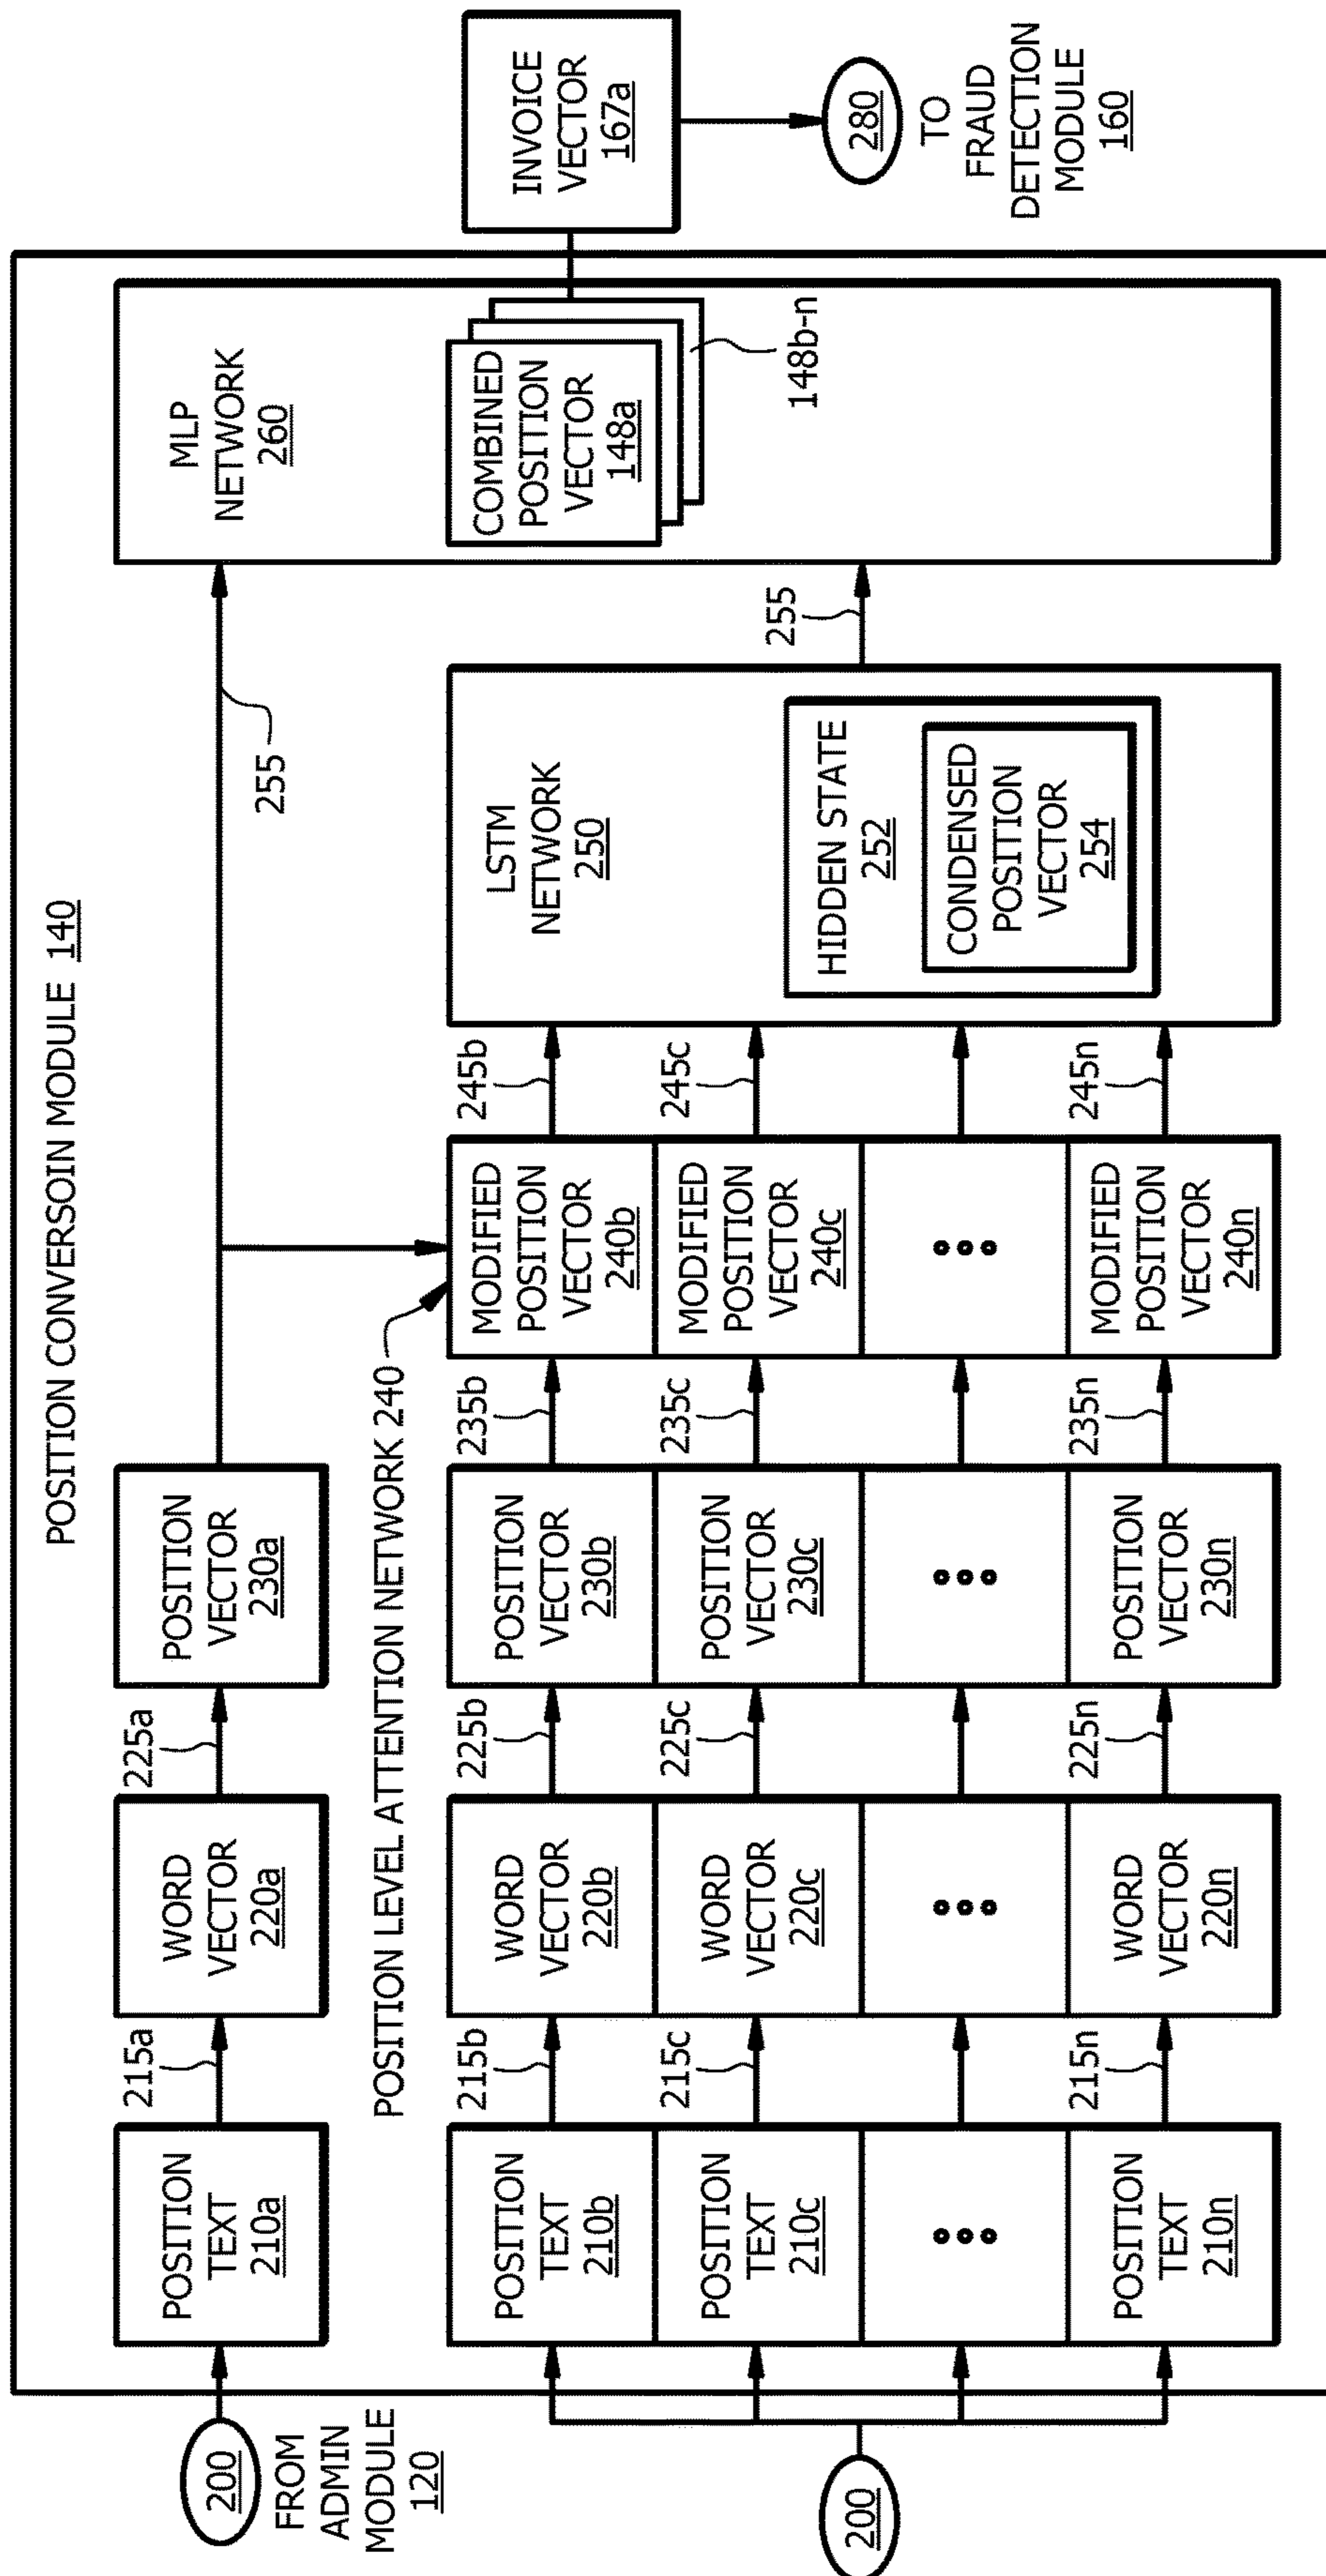 POSITION CONVERSOIN MODULE 140
200
FROM
ADMIN
MODULE
120
POSITION
TEXT
210a
215a
WORD
VECTOR
220a
225a
POSITION
VECTOR
230a
255
POSITION LEVEL ATTENTION NETWORK 240
200
POSITION
TEXT
210b
215b
WORD
VECTOR
220b
225b
POSITION
VECTOR
230b
235b
MODIFIED
POSITION
VECTOR
240b
245b
POSITION
TEXT
210c
215c
WORD
VECTOR
220c
225c
POSITION
VECTOR
230c
235c
MODIFIED
POSITION
VECTOR
240c
245c
POSITION
TEXT
210n
215n
WORD
VECTOR
220n
225n
POSITION
VECTOR
230n
235n
MODIFIED
POSITION
VECTOR
240n
245n
LSTM
NETWORK
250
HIDDEN STATE
252
CONDENSED
POSITION
VECTOR
254
255
MLP
NETWORK
260
COMBINED
POSITION
VECTOR
148a
148b-n
INVOICE
VECTOR
167a
280
TO
FRAUD
DETECTION
MODULE
160